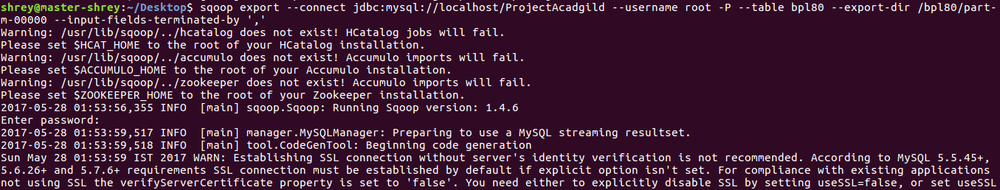 shrey@master-shrey:~/Desktop$ sqoop export --connect jdbc:mysql://localhost/ProjectAcadgild --username root -P --table bpl80 --export-dir /bpl80/part-
m-00000 --input-fields-terminated-by ','
Warning: /usr/lib/sqoop/../hcatalog does not exist! HCatalog jobs will fail.
Please set $HCAT_HOME to the root of your HCatalog installation.
Warning: /usr/lib/sqoop/../accumulo does not exist! Accumulo imports will fail.
Please set $ACCUMULO_HOME to the root of your Accumulo installation.
Warning: /usr/lib/sqoop/../zookeeper does not exist! Accumulo imports will fail.
Please set $ZOOKEEPER_HOME to the root of your Zookeeper installation.
2017-05-28 01:53:56,355 INFO  [main] sqoop.Sqoop: Running Sqoop version: 1.4.6
Enter password:
2017-05-28 01:53:59,517 INFO  [main] manager.MySQLManager: Preparing to use a MySQL streaming resultset.
2017-05-28 01:53:59,518 INFO  [main] tool.CodeGenTool: Beginning code generation
Sun May 28 01:53:59 IST 2017 WARN: Establishing SSL connection without server's identity verification is not recommended. According to MySQL 5.5.45+,
5.6.26+ and 5.7.6+ requirements SSL connection must be established by default if explicit option isn't set. For compliance with existing applications
not using SSL the verifyServerCertificate property is set to 'false'. You need either to explicitly disable SSL by setting useSSL=false, or set useSSL